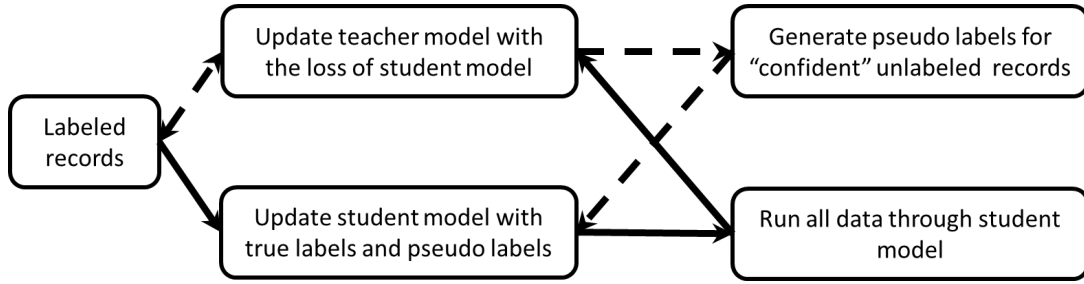 Update teacher model with
the loss of student model
Generate pseudo labels for
“confident” unlabeled records
Labeled
records
Update student model with
true labels and pseudo labels
Run all data through student
model